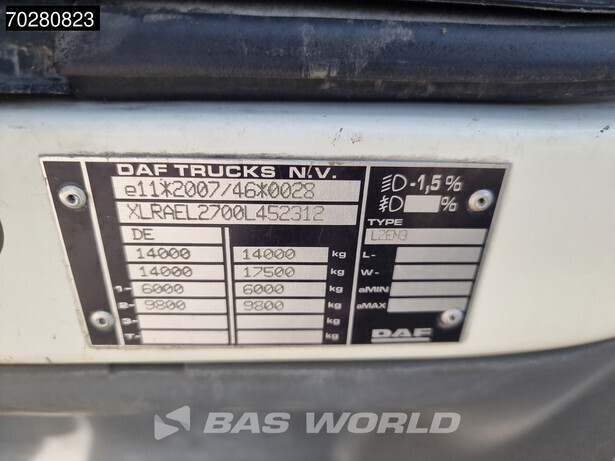 70280823
DAF TRUCKS N.V.
e11*2007/46*0028
XLRAEL2700L452312
DE
14000 14000 kg
14000 17500 kg
1- 6000 6000 kg
2- 9800 9800 kg
3- kg
T- kg
-1,5 %
%
TYPE
L2EN3
L-
W-
aMIN
aMAX
DAF
BAS WORLD